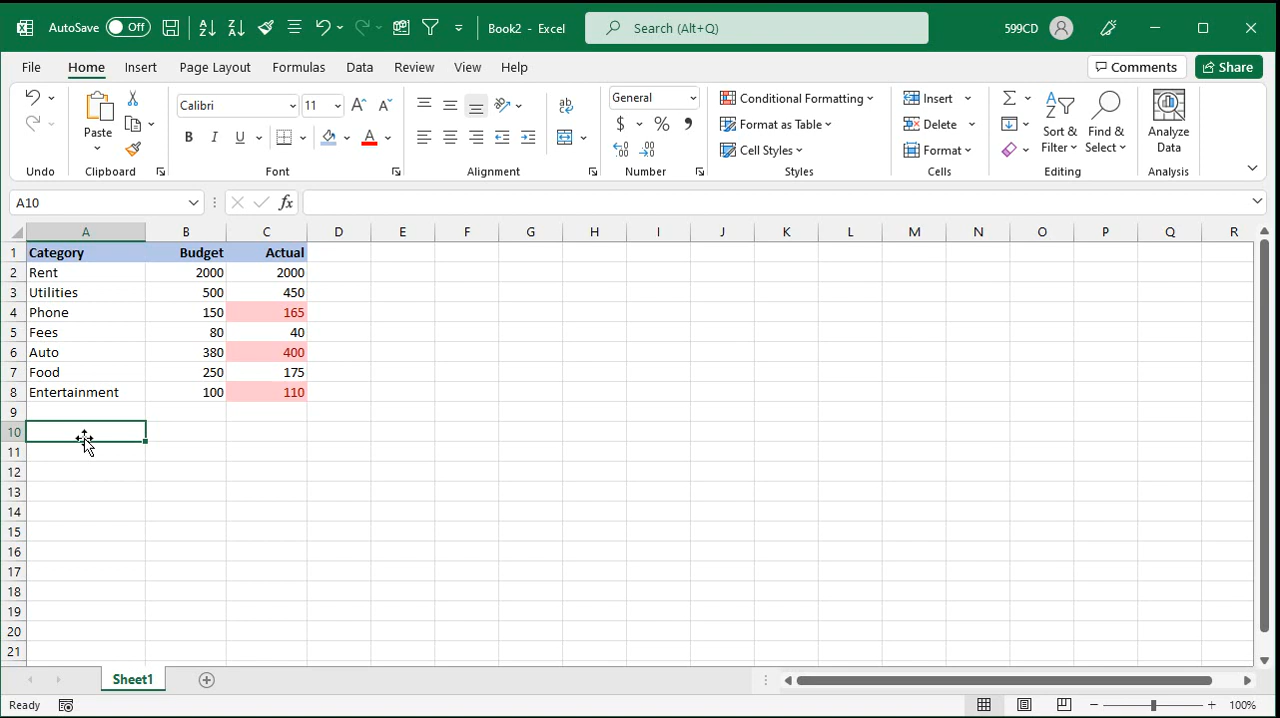 AutoSave Off Book2 - Excel Search (Alt+Q) 599CD
File Home Insert Page Layout Formulas Data Review View Help Comments Share
Calibri 11 General Conditional Formatting Insert
Paste B I U A $ % Format as Table Delete Sort & Filter Find & Select Analyze Data
Cell Styles Format
Undo Clipboard Font Alignment Number Styles Cells Editing Analysis
A10 fx
A B C D E F G H I J K L M N O P Q R
1 Category Budget Actual
2 Rent 2000 2000
3 Utilities 500 450
4 Phone 150 165
5 Fees 80 40
6 Auto 380 400
7 Food 250 175
8 Entertainment 100 110
9
10
11
12
13
14
15
16
17
18
19
20
21
Sheet1
Ready 100%